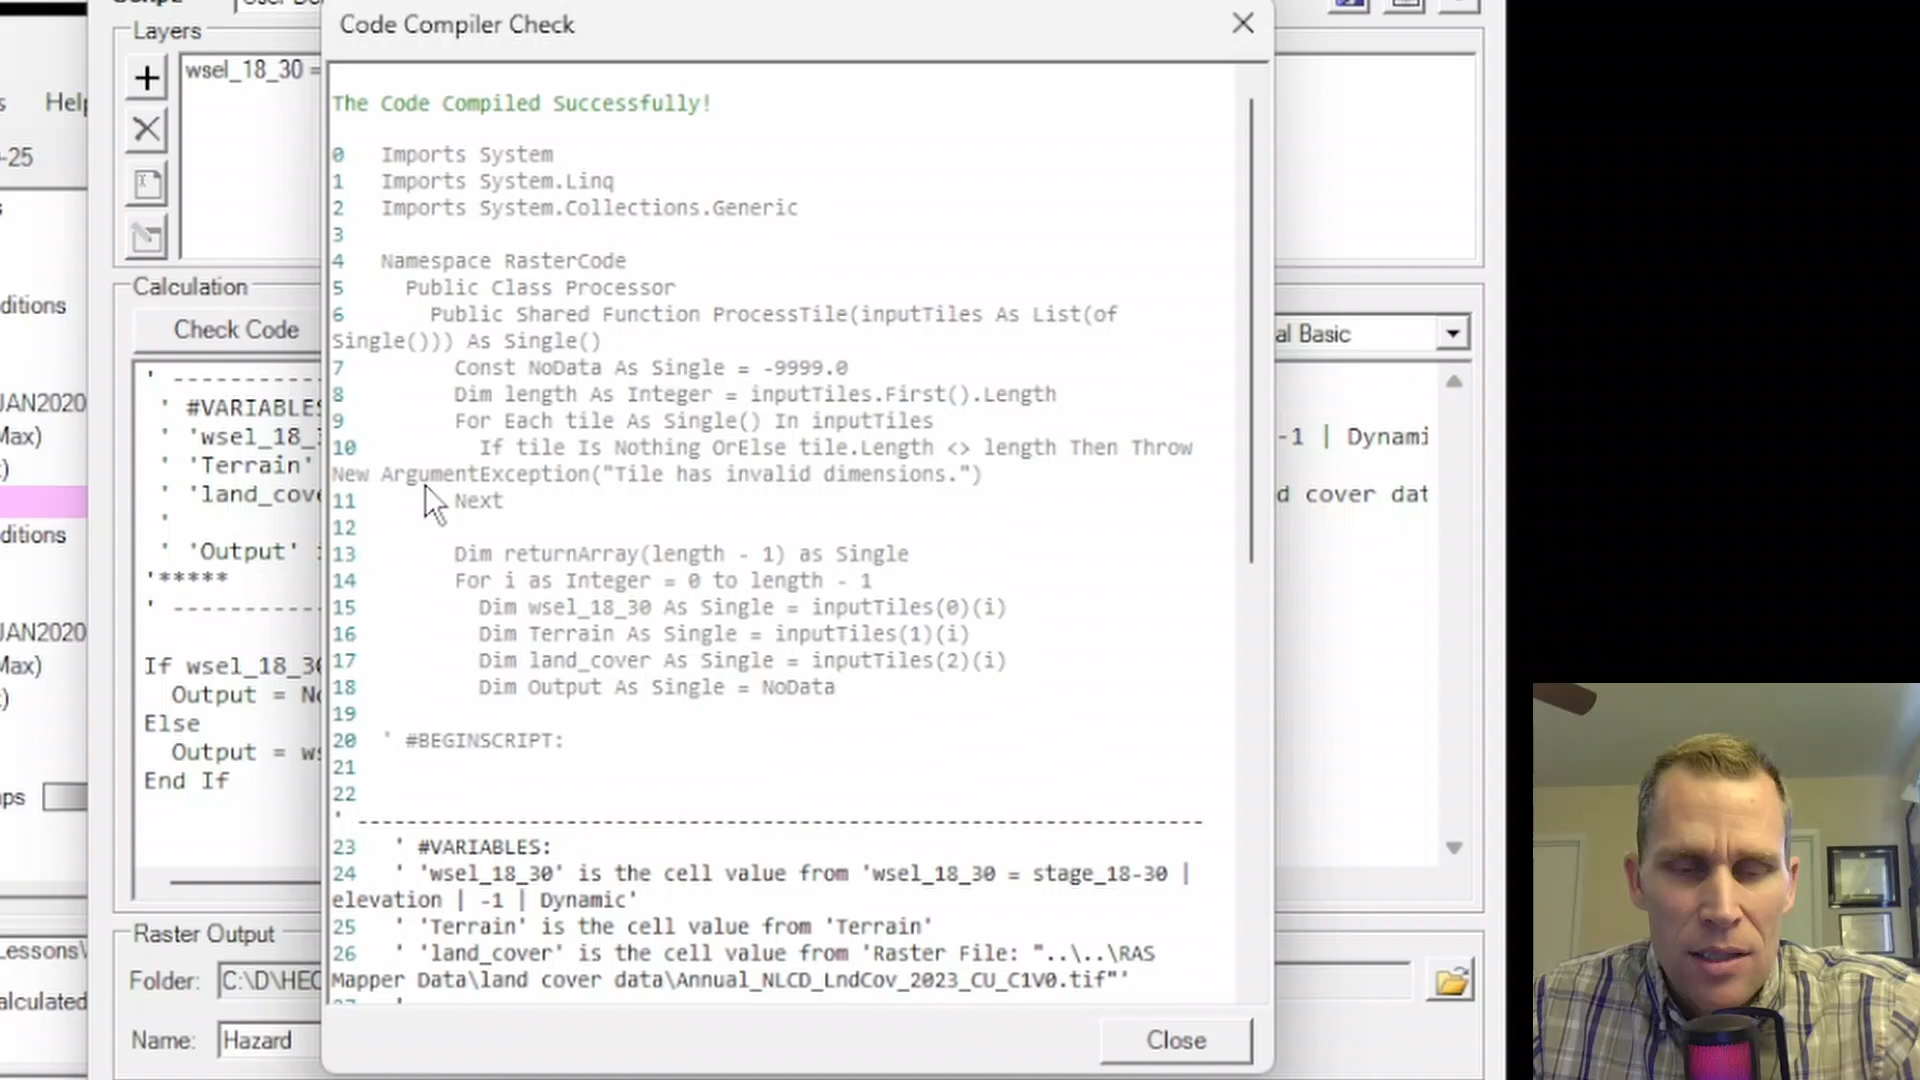 Code Compiler Check
Layers
wsel_18_30 =
Help
-25
ditions
JAN2020
Max)
ditions
JAN2020
Max)
ps
Lessons\
alculated
Calculation
Check Code
al Basic
' #VARIABLES
' 'wsel_18_3
' 'Terrain'
' 'land_cove
'
' 'Output' i
'*****
If wsel_18_30
Output = No
Else
Output = ws
End If
-1 | Dynami
d cover dat
The Code Compiled Successfully!
0 Imports System
1 Imports System.Linq
2 Imports System.Collections.Generic
3
4 Namespace RasterCode
5 Public Class Processor
6 Public Shared Function ProcessTile(inputTiles As List(of
Single())) As Single()
7 Const NoData As Single = -9999.0
8 Dim length As Integer = inputTiles.First().Length
9 For Each tile As Single() In inputTiles
10 If tile Is Nothing OrElse tile.Length <> length Then Throw
New ArgumentException("Tile has invalid dimensions.")
11 Next
12
13 Dim returnArray(length - 1) as Single
14 For i as Integer = 0 to length - 1
15 Dim wsel_18_30 As Single = inputTiles(0)(i)
16 Dim Terrain As Single = inputTiles(1)(i)
17 Dim land_cover As Single = inputTiles(2)(i)
18 Dim Output As Single = NoData
19
20 ' #BEGINSCRIPT:
21
22
' ---------------------------------------------------------------------
23 ' #VARIABLES:
24 ' 'wsel_18_30' is the cell value from 'wsel_18_30 = stage_18-30 |
elevation | -1 | Dynamic'
25 ' 'Terrain' is the cell value from 'Terrain'
26 ' 'land_cover' is the cell value from 'Raster File: "..\..\RAS
Mapper Data\land cover data\Annual_NLCD_LndCov_2023_CU_C1V0.tif"'
Raster Output
Folder: C:\D\HEC
Name: Hazard
Close